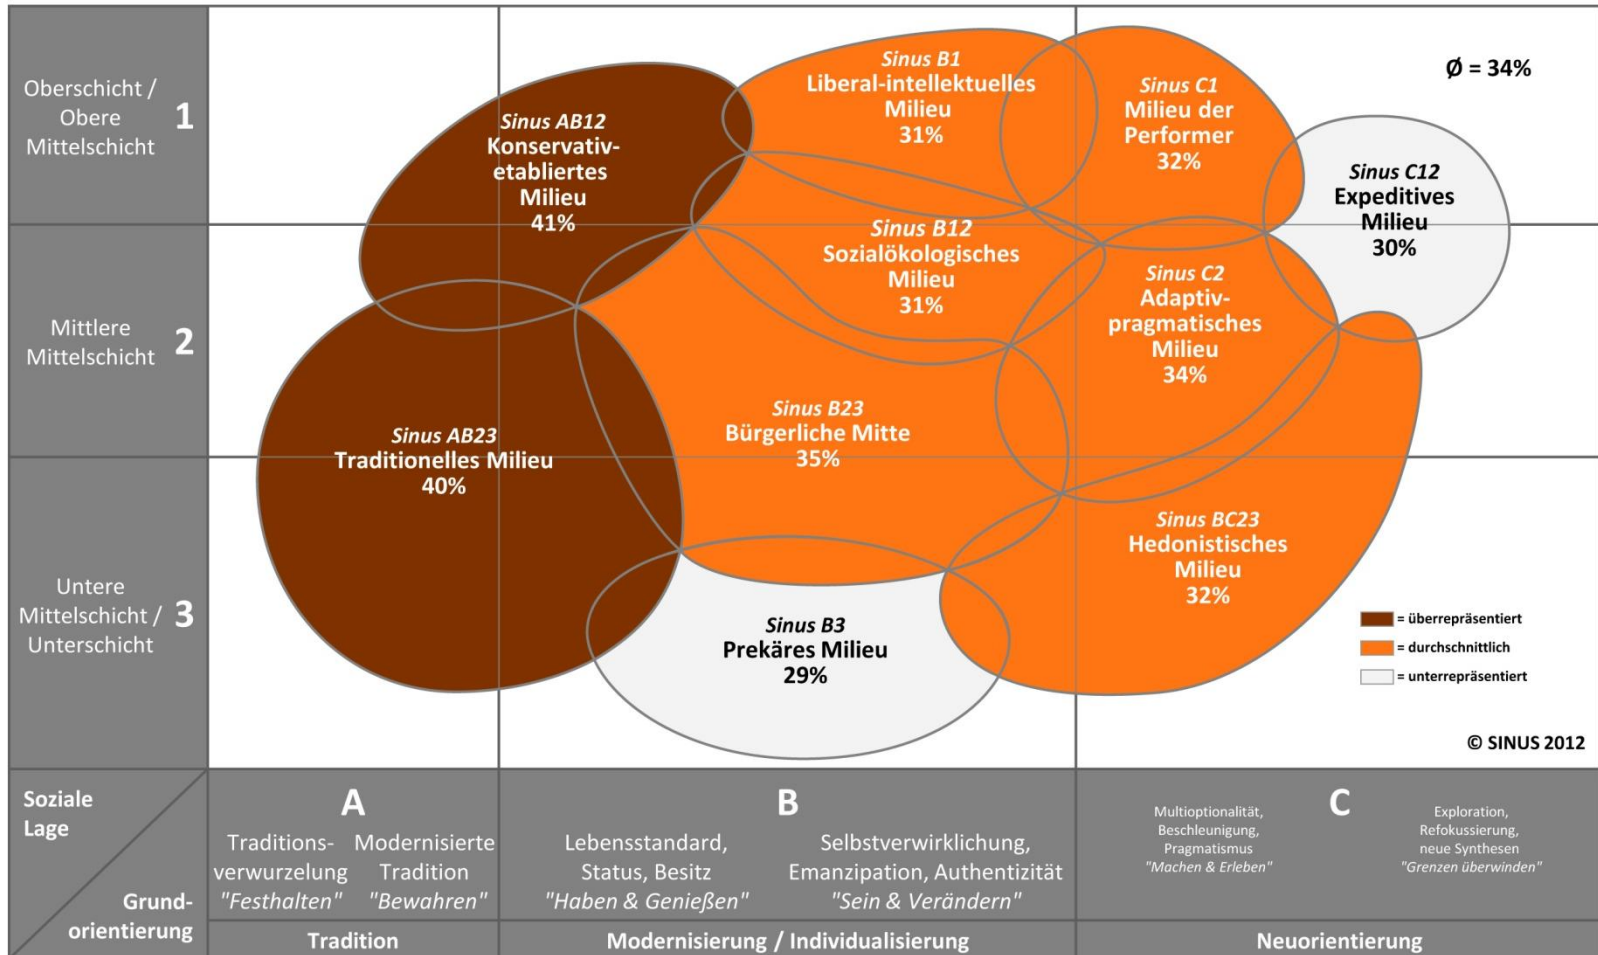 Oberschicht /
Obere
Mittelschicht
1
Mittlere
Mittelschicht
2
Untere
Mittelschicht /
Unterschicht
3
Sinus AB12
Konservativ-
etabliertes
Milieu
41%
Sinus B1
Liberal-intellektuelles
Milieu
31%
Sinus C1
Milieu der
Performer
32%
Ø = 34%
Sinus C12
Expeditives
Milieu
30%
Sinus B12
Sozialökologisches
Milieu
31%
Sinus C2
Adaptiv-
pragmatisches
Milieu
34%
Sinus AB23
Traditionelles Milieu
40%
Sinus B23
Bürgerliche Mitte
35%
Sinus BC23
Hedonistisches
Milieu
32%
Sinus B3
Prekäres Milieu
29%
= überrepräsentiert
= durchschnittlich
= unterrepräsentiert
© SINUS 2012
Soziale
Lage
Grund-
orientierung
A
Traditions-
verwurzelung
"Festhalten"
Modernisierte
Tradition
"Bewahren"
B
Lebensstandard,
Status, Besitz
"Haben & Genießen"
Selbstverwirklichung,
Emanzipation, Authentizität
"Sein & Verändern"
C
Multioptionalität,
Beschleunigung,
Pragmatismus
"Machen & Erleben"
Exploration,
Refokussierung,
neue Synthesen
"Grenzen überwinden"
Tradition
Modernisierung / Individualisierung
Neuorientierung